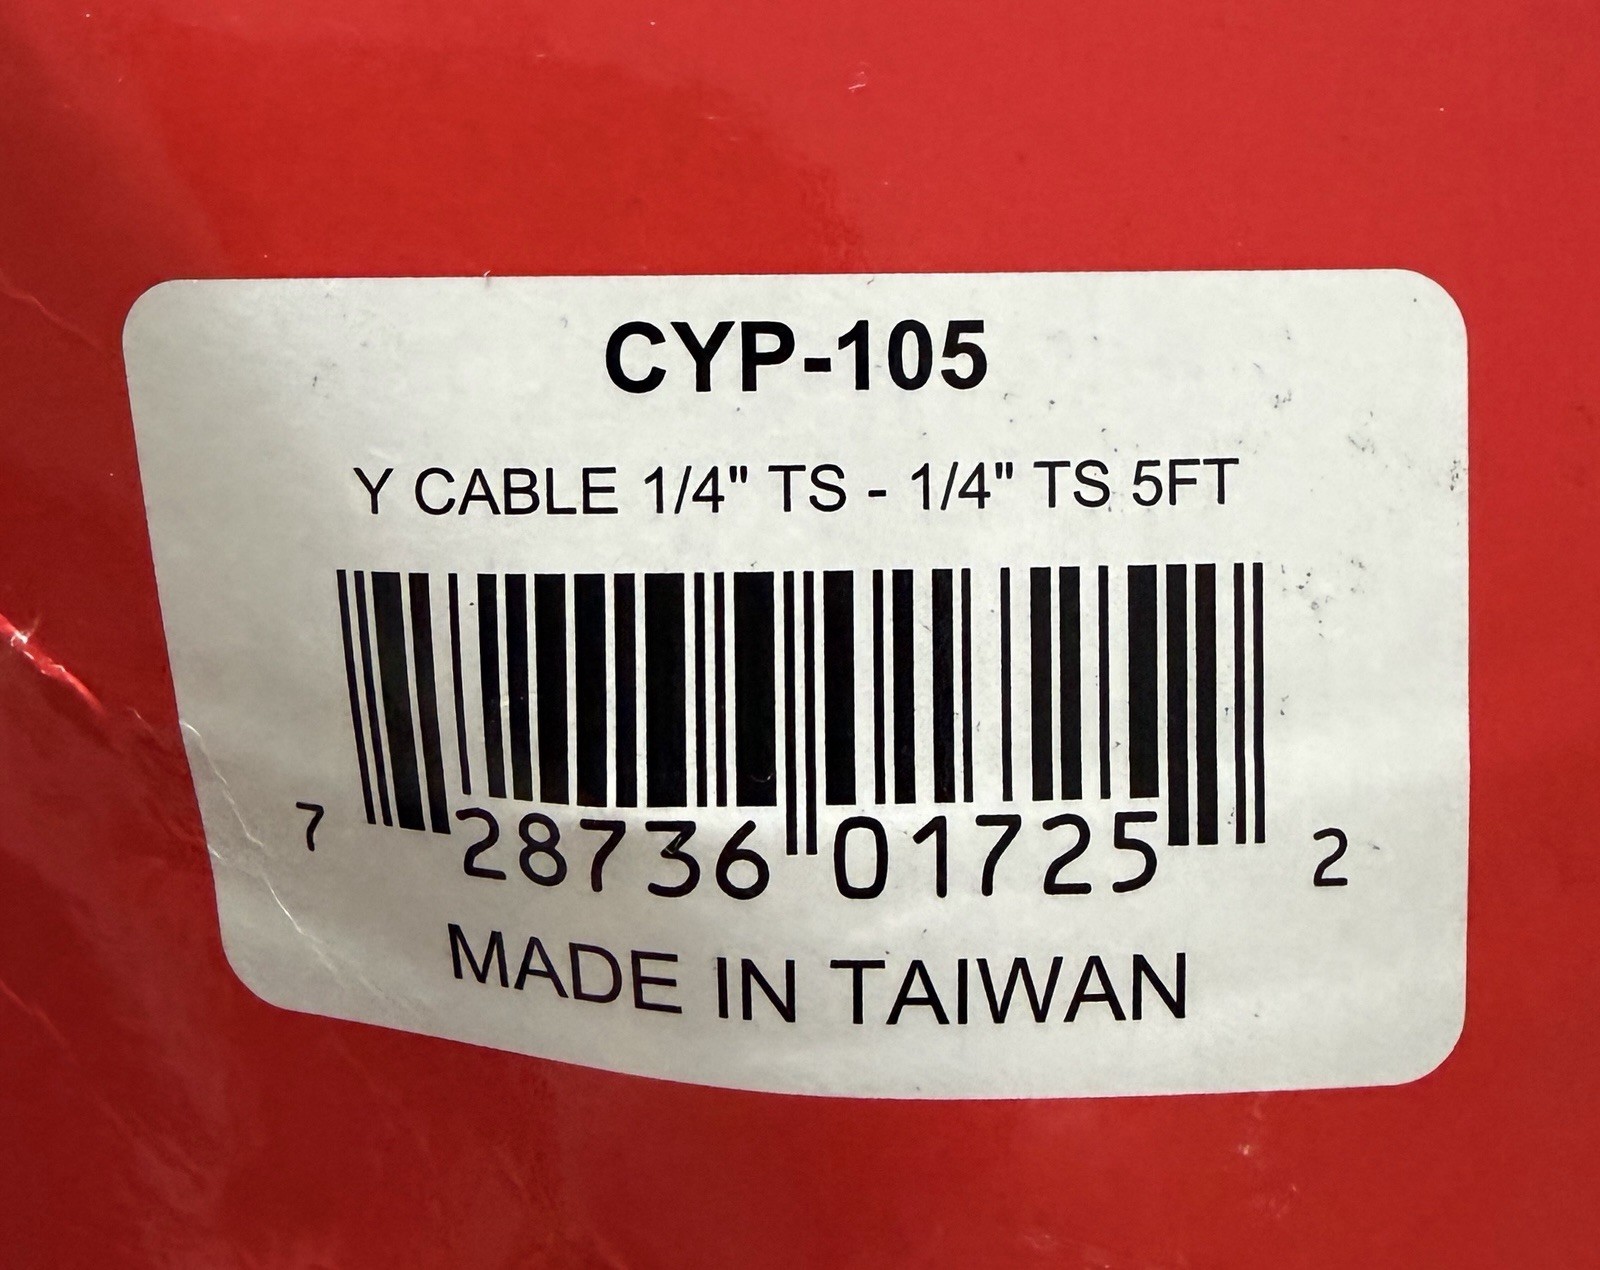 CYP-105
Y CABLE 1/4" TS - 1/4" TS 5FT
7 28736 01725 2
MADE IN TAIWAN